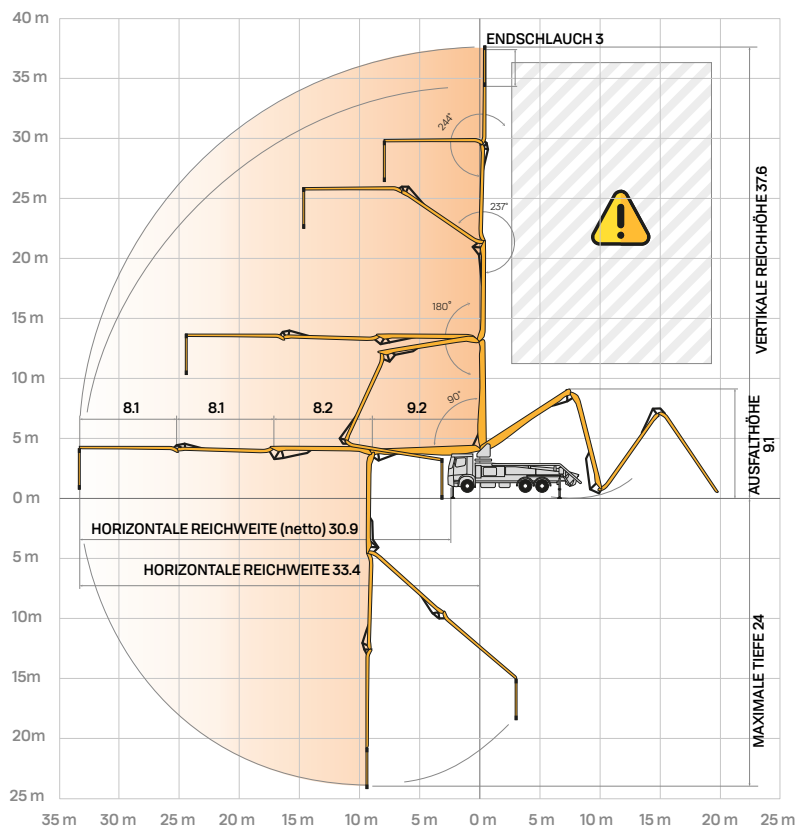 40 m
ENDSCHLAUCH 3
35 m
244°
30 m
25 m
237°
20 m
VERTIKALE REICHHÖHE 37.6
15 m
180°
10 m
8.1
8.1
8.2
9.2
90°
AUSFALTHÖHE
9.1
5 m
0 m
HORIZONTALE REICHWEITE (netto) 30.9
5 m
HORIZONTALE REICHWEITE 33.4
10 m
15 m
MAXIMALE TIEFE 24
20 m
25 m
35 m
30 m
25 m
20 m
15 m
10 m
5 m
0 m
5 m
10 m
15 m
20 m
25 m